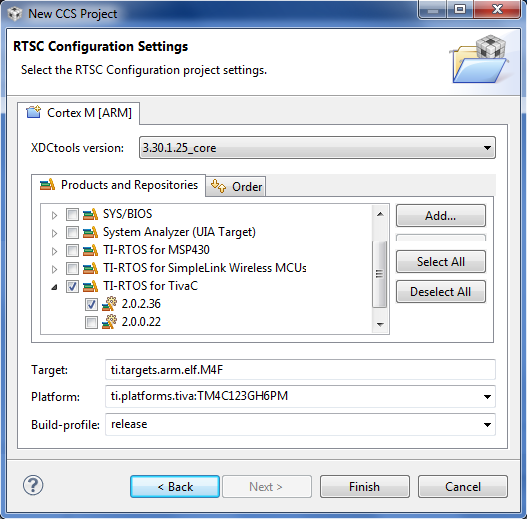 New CCS Project
RTSC Configuration Settings
Select the RTSC Configuration project settings.
Cortex M [ARM]
XDCtools version: 3.30.1.25_core
Products and Repositories Order
SYS/BIOS
System Analyzer (UIA Target)
TI-RTOS for MSP430
TI-RTOS for SimpleLink Wireless MCUs
TI-RTOS for TivaC
2.0.2.36
2.0.0.22
Add...
Select All
Deselect All
Target: ti.targets.arm.elf.M4F
Platform: ti.platforms.tiva:TM4C123GH6PM
Build-profile: release
?
< Back Next > Finish Cancel